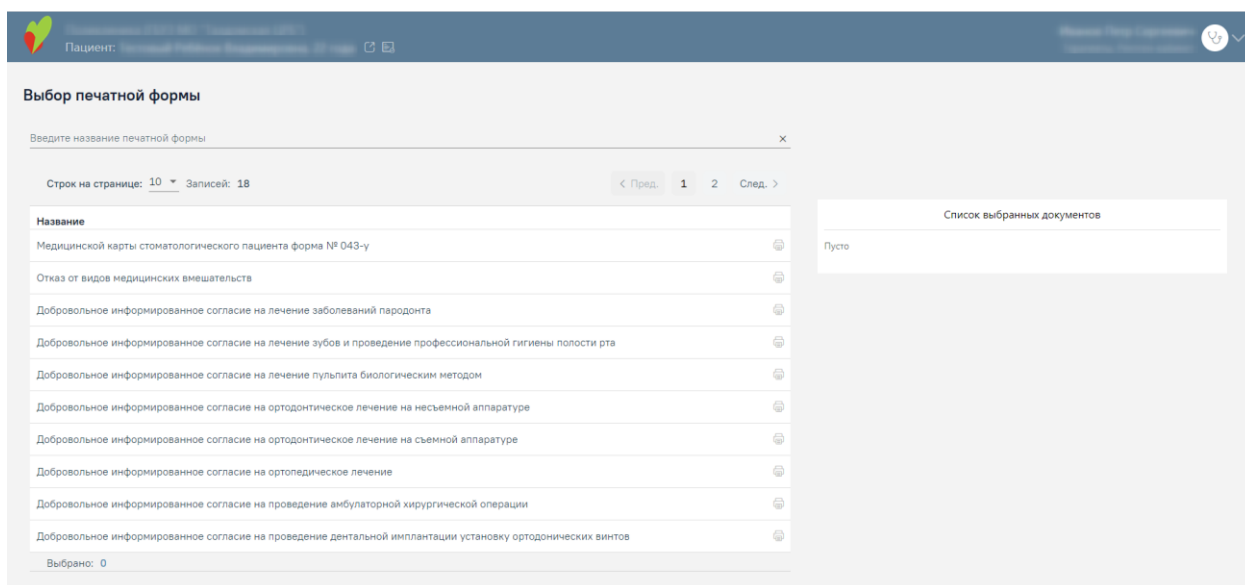 Пациент:
Выбор печатной формы
Введите название печатной формы
Строк на странице: 10 Записей: 18
Пред. 1 2 След.
Название
Медицинской карты стоматологического пациента форма № 043-у
Отказ от видов медицинских вмешательств
Добровольное информированное согласие на лечение заболеваний пародонта
Добровольное информированное согласие на лечение зубов и проведение профессиональной гигиены полости рта
Добровольное информированное согласие на лечение пульпита биологическим методом
Добровольное информированное согласие на ортодонтическое лечение на несъемной аппаратуре
Добровольное информированное согласие на ортодонтическое лечение на съемной аппаратуре
Добровольное информированное согласие на ортопедическое лечение
Добровольное информированное согласие на проведение амбулаторной хирургической операции
Добровольное информированное согласие на проведение дентальной имплантации установку ортодонических винтов
Выбрано: 0
Список выбранных документов
Пусто